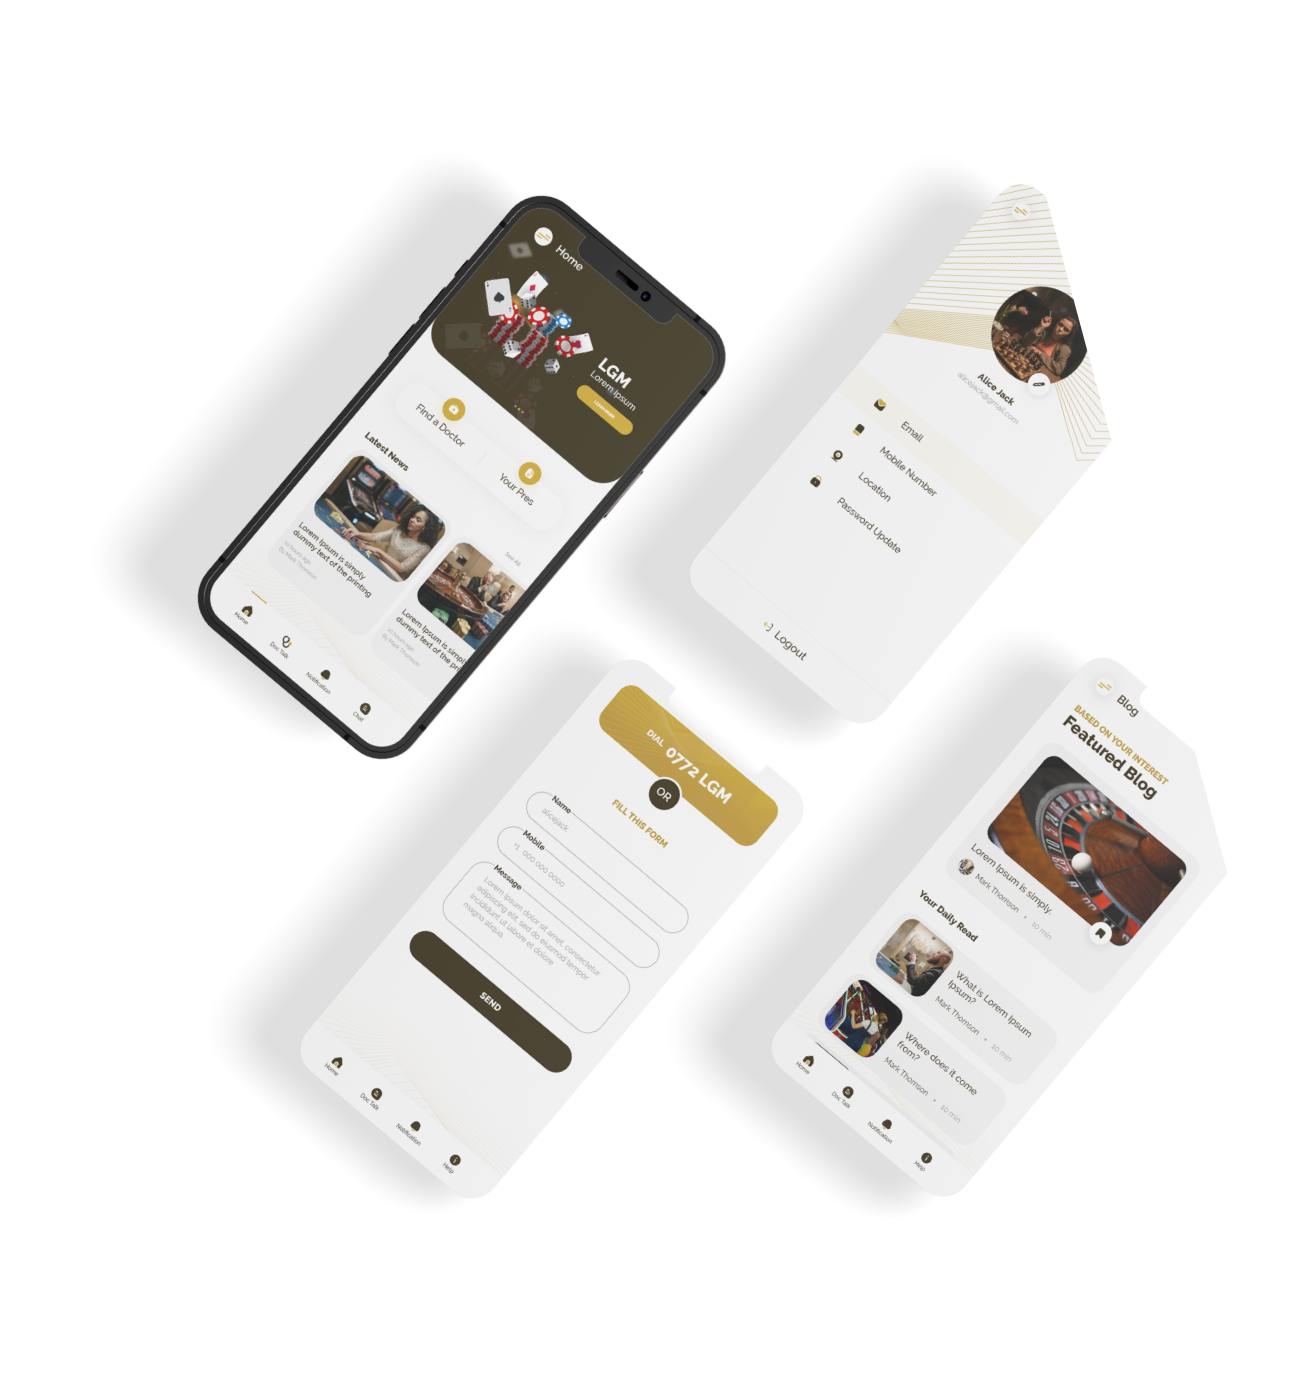 Home
LGM
Lorem ipsum
LEARN MORE
Find a Doctor
Your Pres
Latest News
See All
Lorem Ipsum is simply
dummy text of the printing
10 hours ago
By Mark Thomson
Lorem Ipsum is simpl
dummy text of the pri
10 hours ago
By Mark Thomson
Home
Doc Talk
Notification
Chat
Alice Jack
alicejack@gmail.com
Email
Mobile Number
Location
Password Update
Logout
DIAL 0772 LGM
OR
FILL THIS FORM
Name
alicejack
Mobile
+1 000 000 0000
Message
Lorem ipsum dolor sit amet, consectetur
adipiscing elit, sed do eiusmod tempor
incididunt ut labore et dolore
magna aliqua.
SEND
Home
Doc Talk
Notification
Help
Blog
BASED ON YOUR INTEREST
Featured Blog
Lorem Ipsum is simply.
Mark Thomson • 10 min
Your Daily Read
What is Lorem Ipsum
Ipsum?
Mark Thomson • 10 min
Where does it come
from?
Mark Thomson • 10 min
Home
Doc Talk
Notification
Help